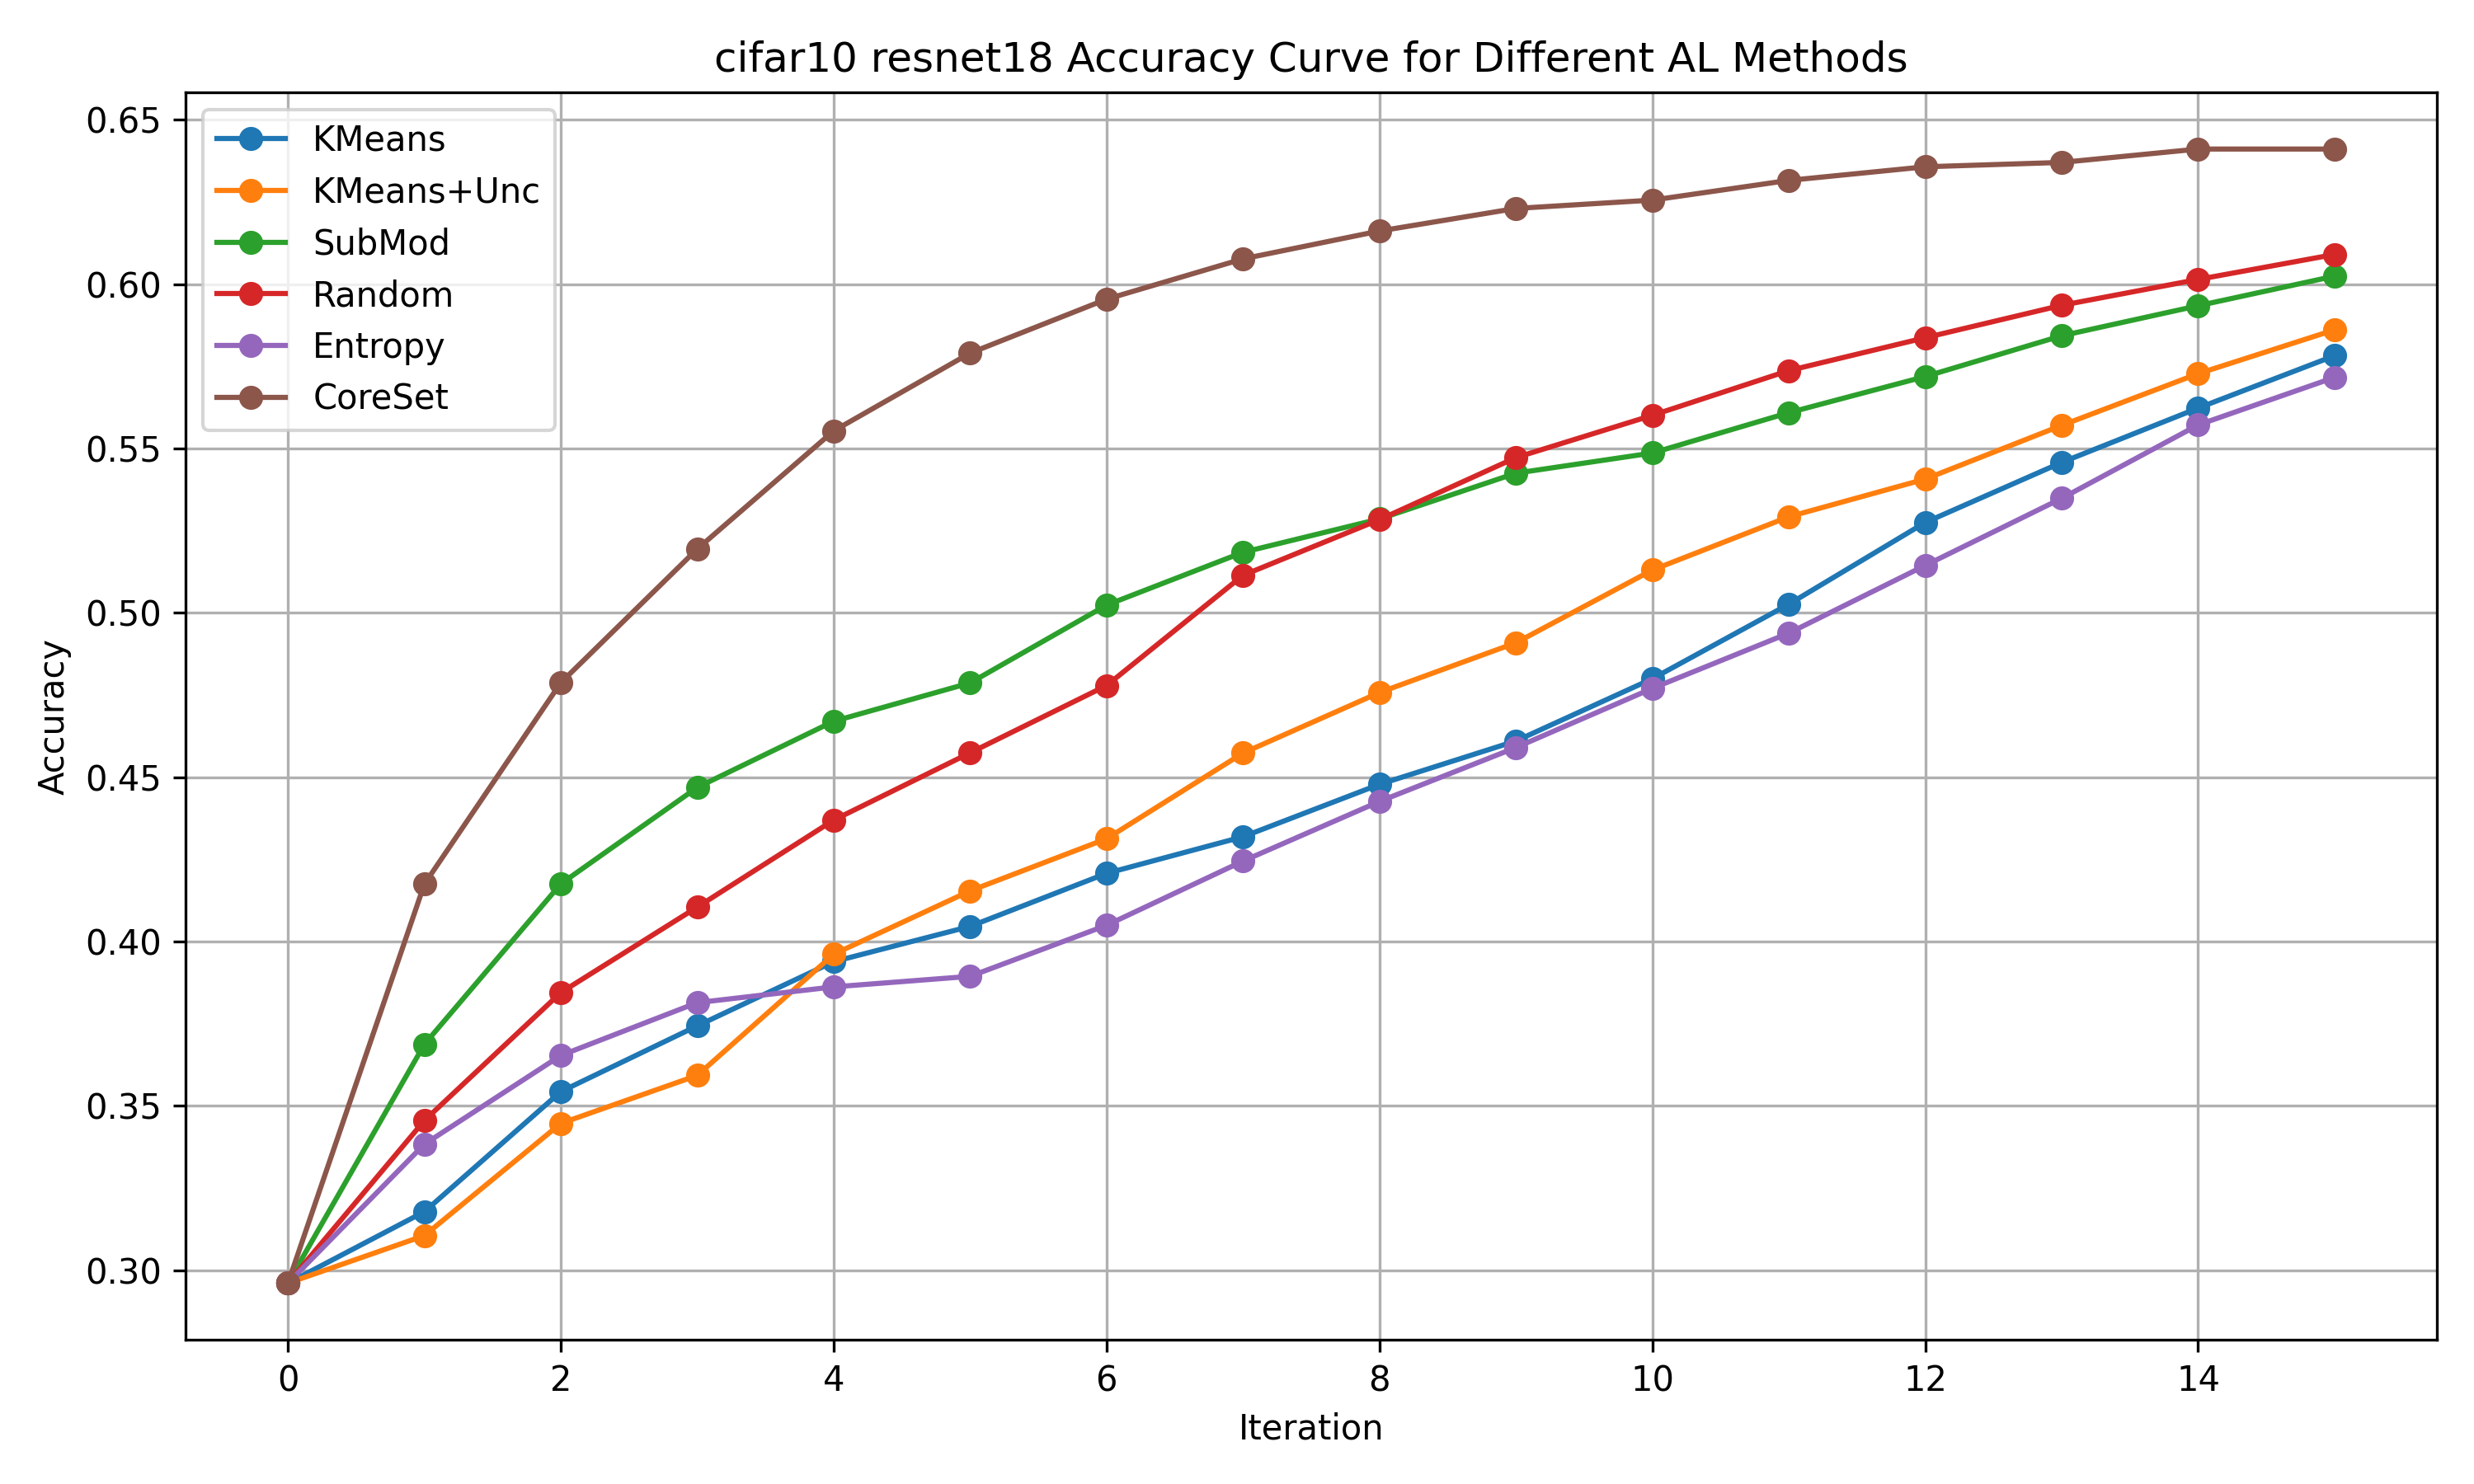 cifar10 resnet18 Accuracy Curve for Different AL Methods
KMeans
KMeans+Unc
SubMod
Random
Entropy
CoreSet
0.65
0.60
0.55
0.50
0.45
0.40
0.35
0.30
Accuracy
0 2 4 6 8 10 12 14
Iteration